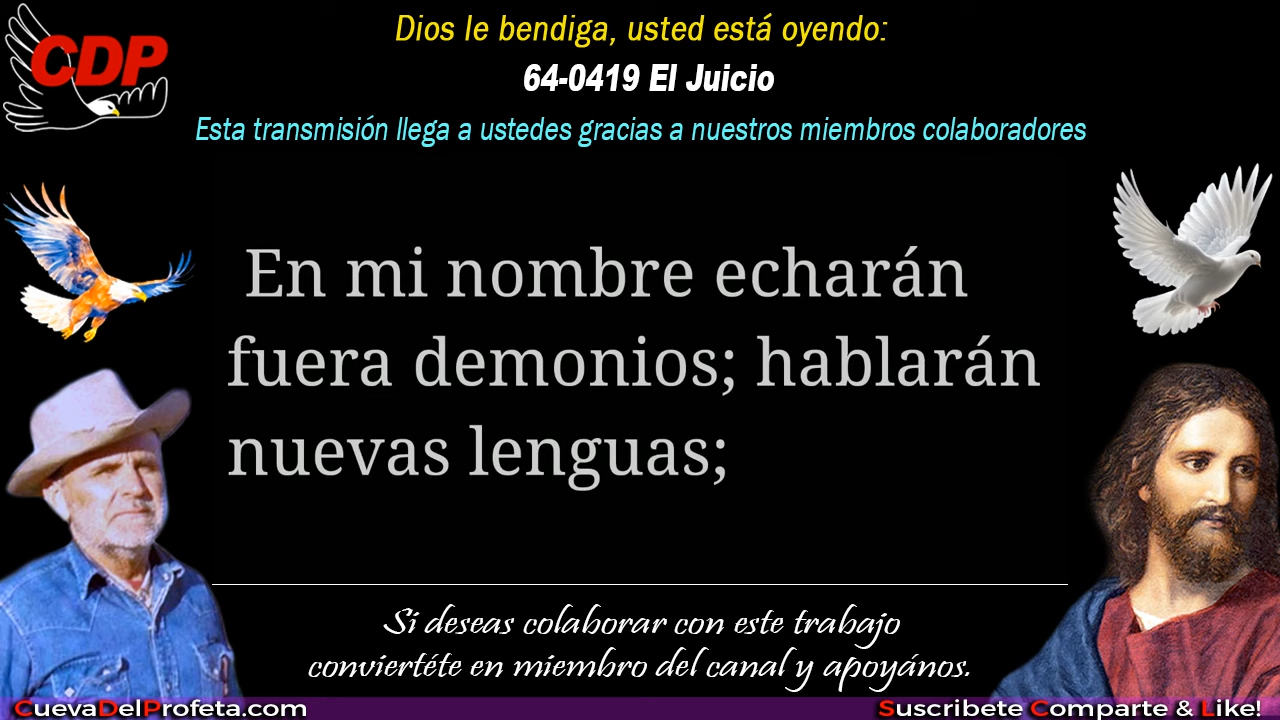 CDP
Dios le bendiga, usted está oyendo:
64-0419 El Juicio
Esta transmisión llega a ustedes gracias a nuestros miembros colaboradores
En mi nombre echarán
fuera demonios; hablarán
nuevas lenguas;
Si deseas colaborar con este trabajo
conviertéte en miembro del canal y apoyános.
CuevaDelProfeta.com
Suscribete Comparte & Like!